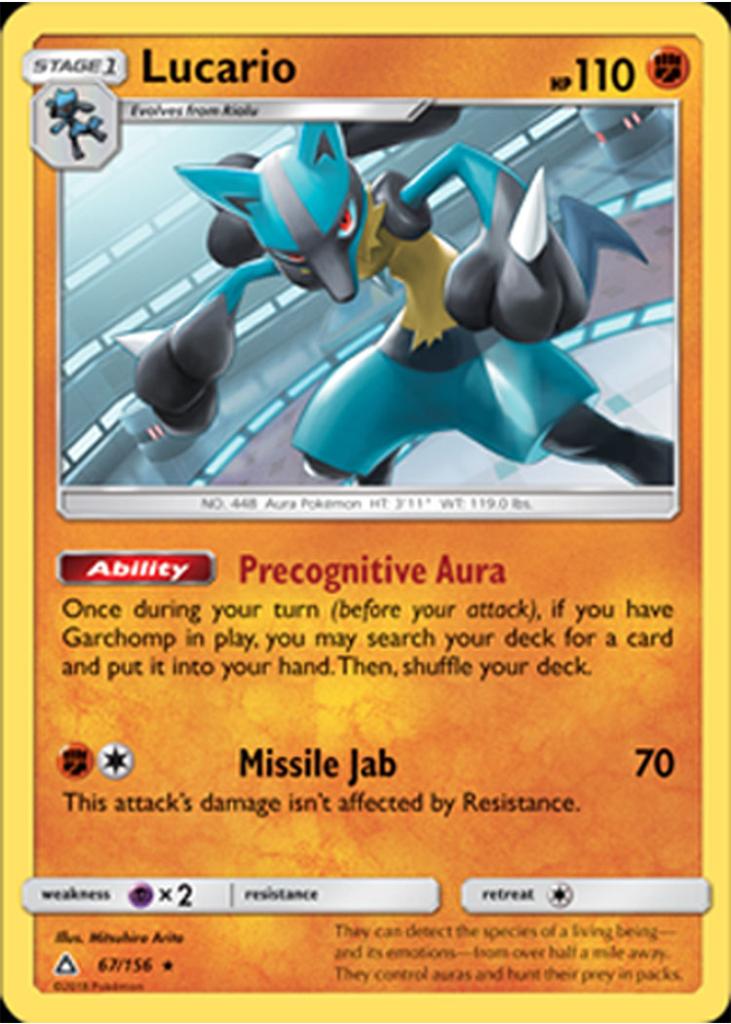 STAGE 1 Lucario HP 110
Evolves from Riolu
NO. 448 Aura Pokémon HT: 3'11" WT: 119.0 lbs.
Ability Precognitive Aura
Once during your turn (before your attack), if you have
Garchomp in play, you may search your deck for a card
and put it into your hand. Then, shuffle your deck.
Missile Jab 70
This attack's damage isn't affected by Resistance.
weakness ×2 resistance retreat
Illus. Mitsuhiro Arita
67/156 ★
©2018 Pokémon
They can detect the species of a living being—
and its emotions—from over half a mile away.
They control auras and hunt their prey in packs.